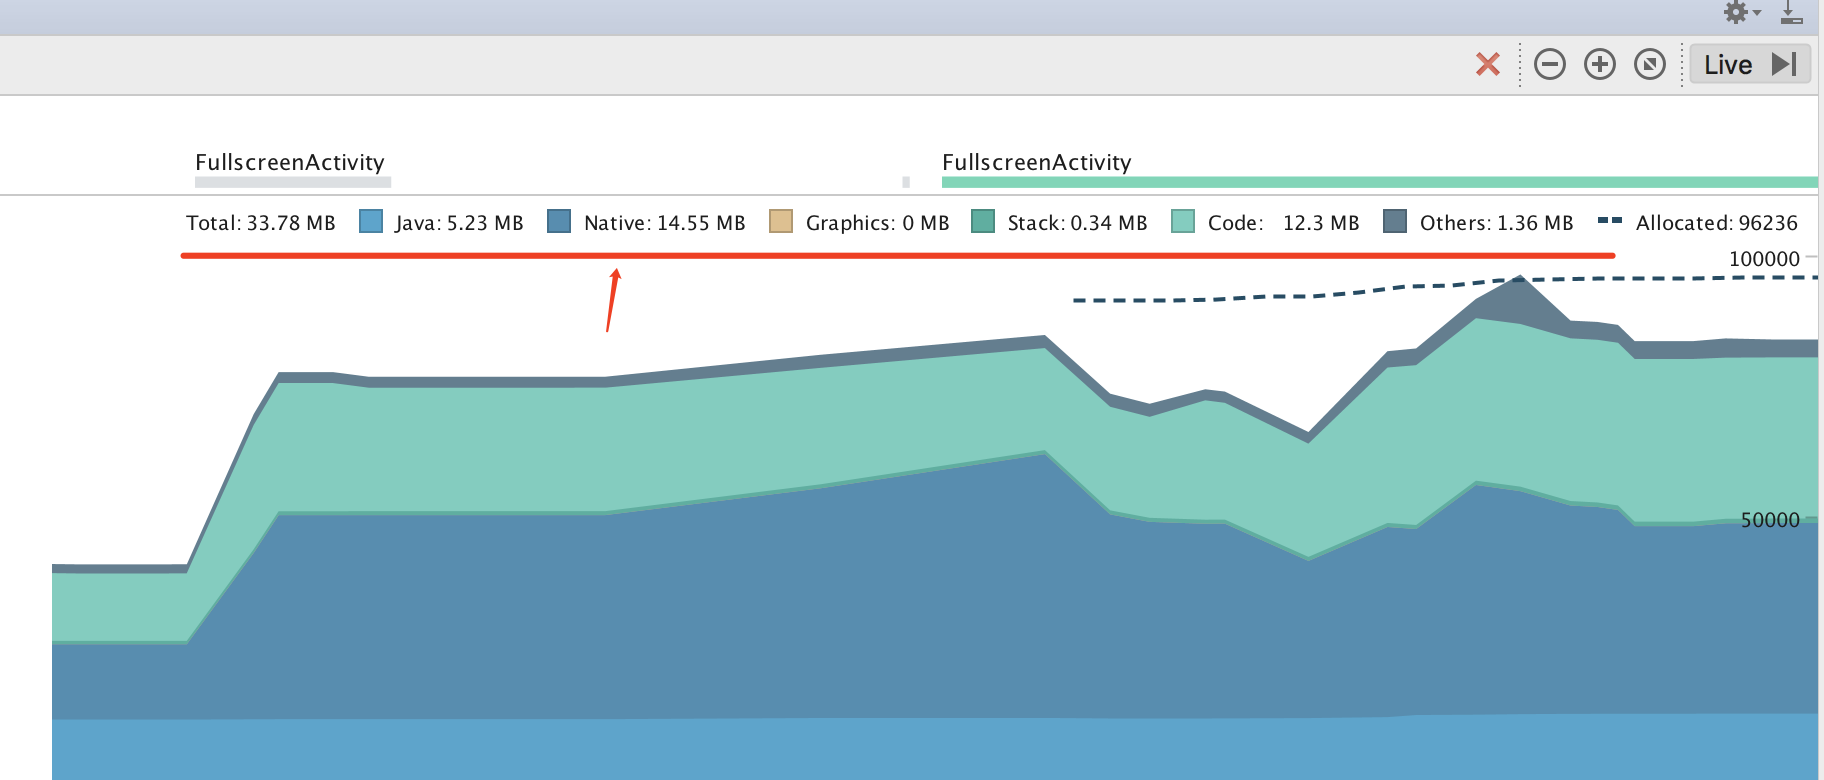 Live
FullscreenActivity FullscreenActivity
Total: 33.78 MB Java: 5.23 MB Native: 14.55 MB Graphics: 0 MB Stack: 0.34 MB Code: 12.3 MB Others: 1.36 MB Allocated: 96236
100000
50000